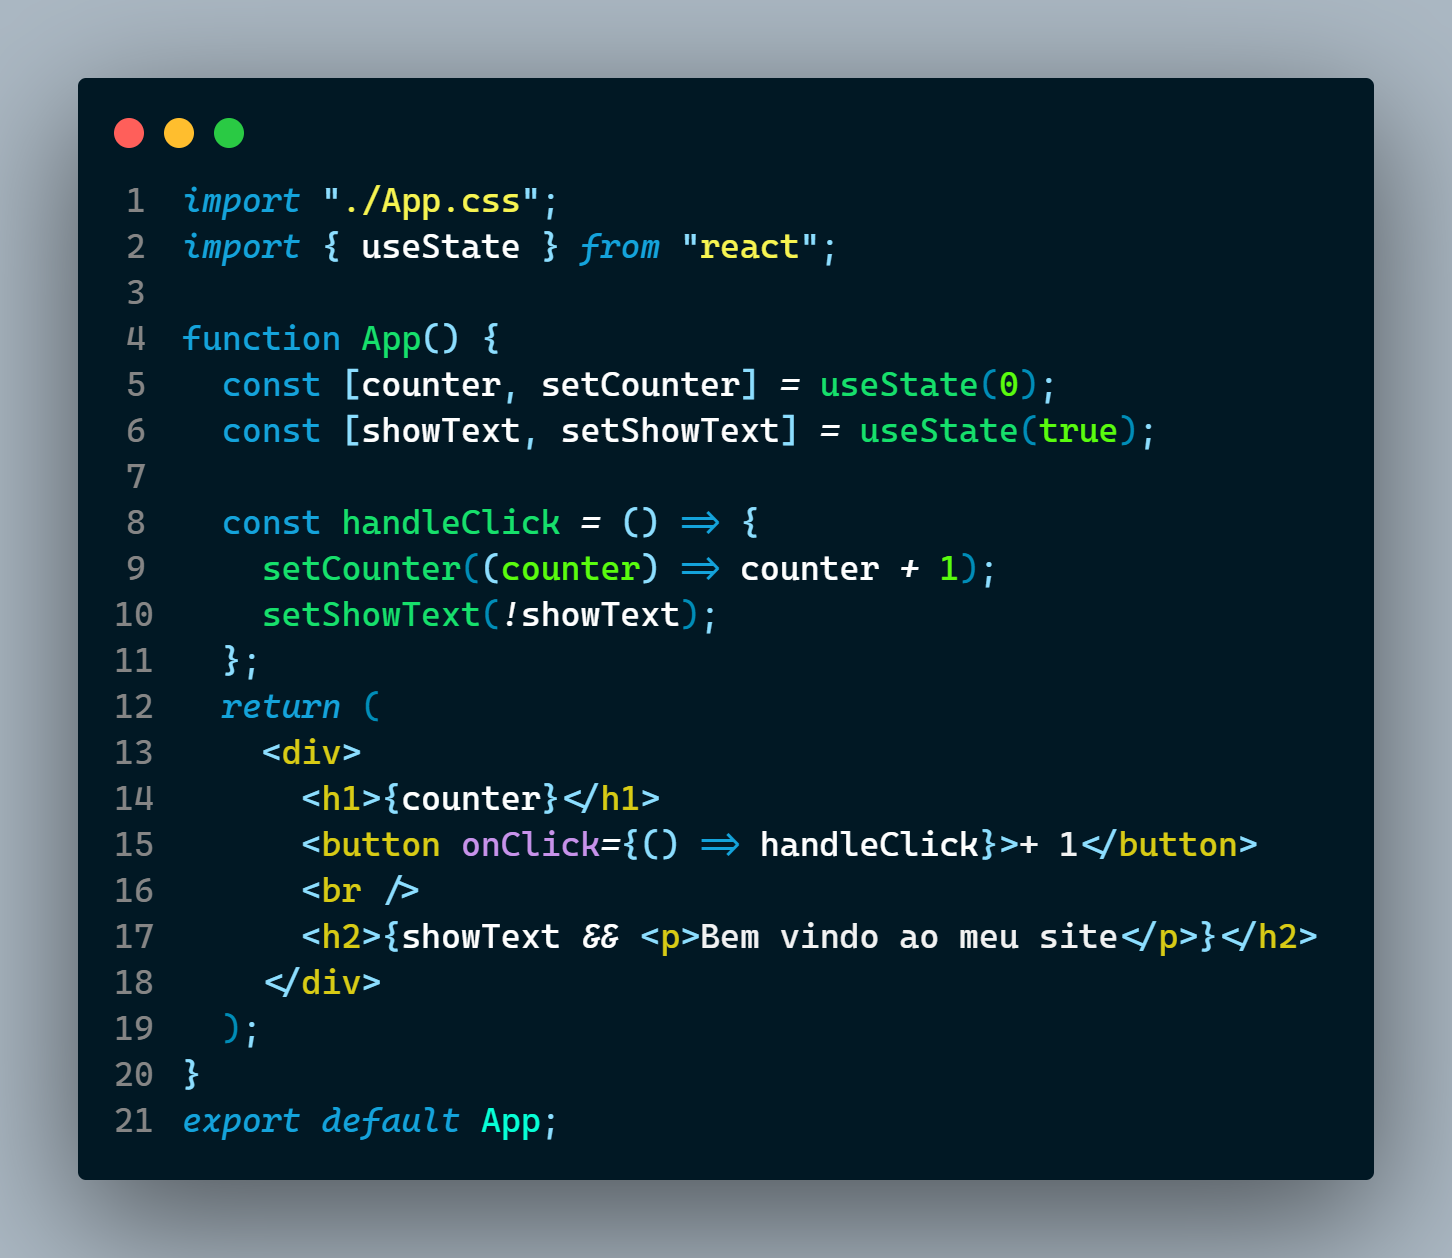 1 import "./App.css";
2 import { useState } from "react";
3
4 function App() {
5   const [counter, setCounter] = useState(0);
6   const [showText, setShowText] = useState(true);
7
8   const handleClick = () => {
9     setCounter((counter) => counter + 1);
10     setShowText(!showText);
11   };
12   return (
13     <div>
14       <h1>{counter}</h1>
15       <button onClick={() => handleClick}>+ 1</button>
16       <br />
17       <h2>{showText && <p>Bem vindo ao meu site</p>}</h2>
18     </div>
19   );
20 }
21 export default App;